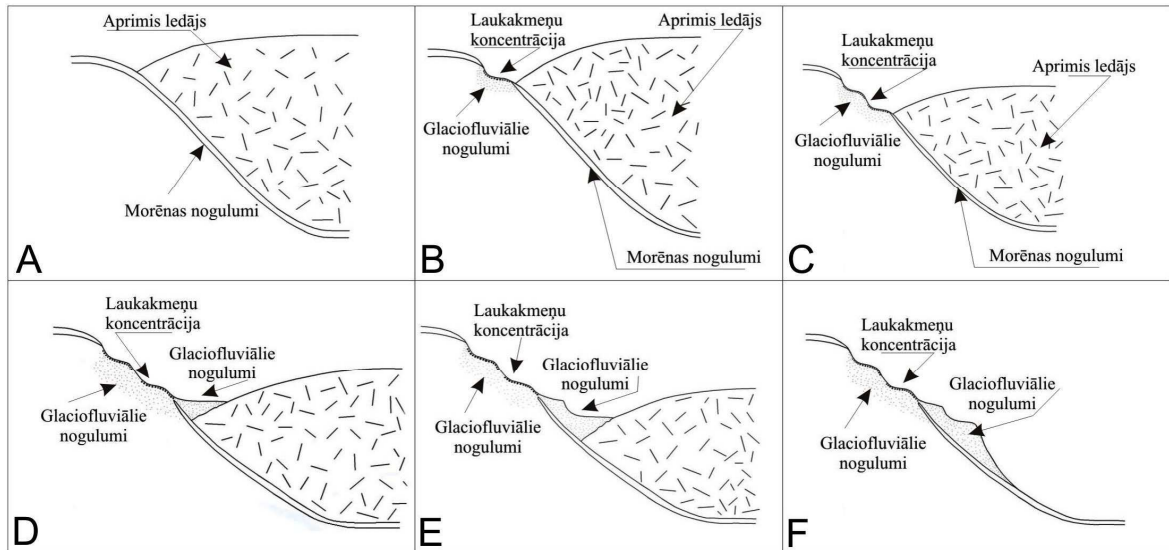 Aprimis ledājs
Morēnas nogulumi
A
Laukakmeņu
koncentrācija
Aprimis ledājs
Glaciofluviālie
nogulumi
Morēnas nogulumi
B
Laukakmeņu
koncentrācija
Aprimis ledājs
Glaciofluviālie
nogulumi
Morēnas nogulumi
C
Laukakmeņu
koncentrācija
Glaciofluviālie
nogulumi
Glaciofluviālie
nogulumi
D
Laukakmeņu
koncentrācija
Glaciofluviālie
nogulumi
Glaciofluviālie
nogulumi
E
Laukakmeņu
koncentrācija
Glaciofluviālie
nogulumi
Glaciofluviālie
nogulumi
F